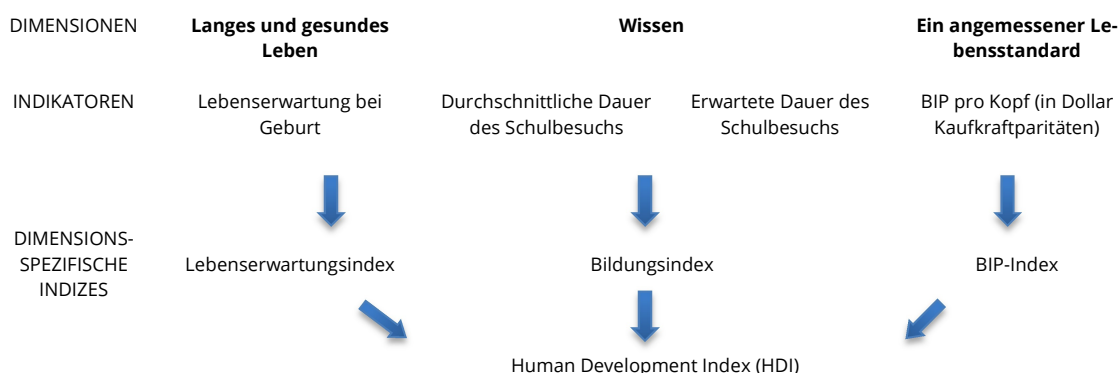 DIMENSIONEN
Langes und gesundes
Leben
Wissen
Ein angemessener Le-
bensstandard
INDIKATOREN
Lebenserwartung bei
Geburt
Durchschnittliche Dauer
des Schulbesuchs
Erwartete Dauer des
Schulbesuchs
BIP pro Kopf (in Dollar
Kaufkraftparitäten)
DIMENSIONS-
SPEZIFISCHE
INDIZES
Lebenserwartungsindex
Bildungsindex
BIP-Index
Human Development Index (HDI)